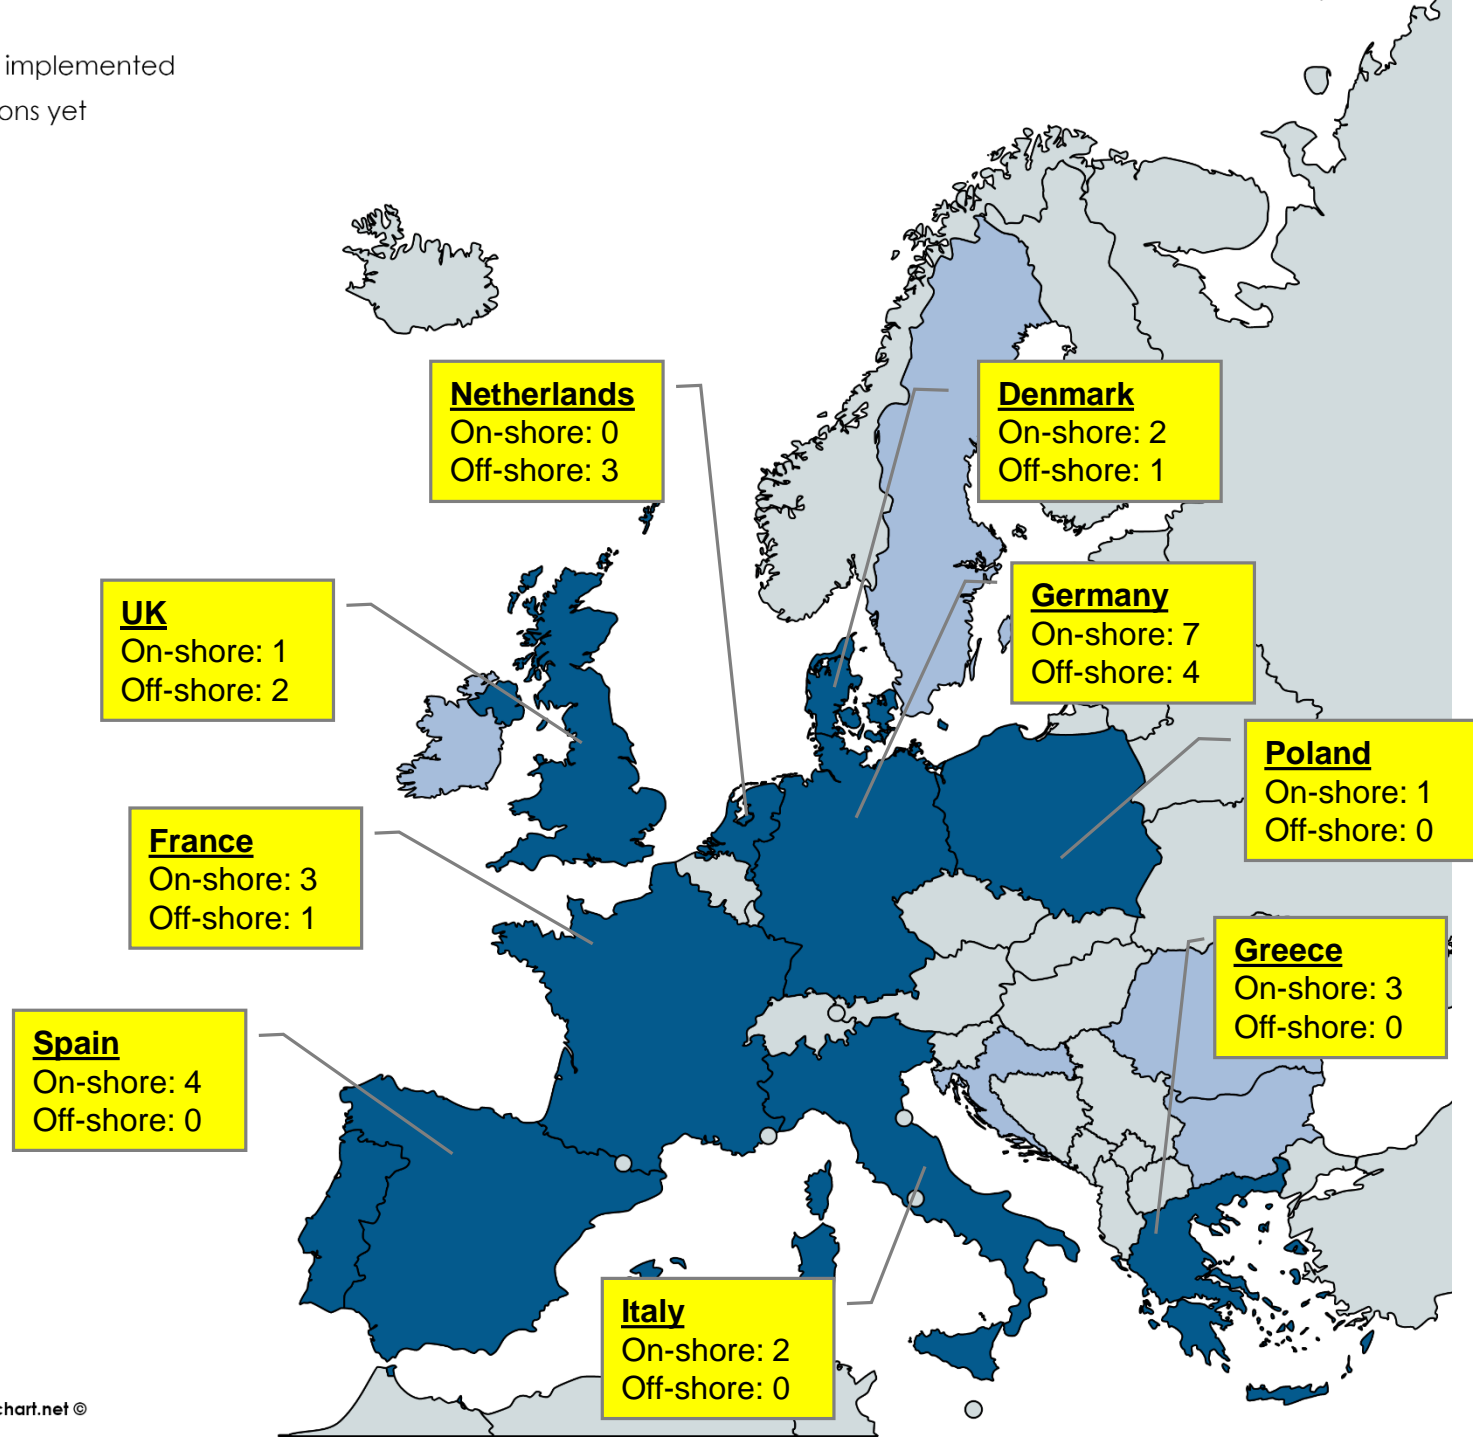 implemented
ons yet
Netherlands
On-shore: 0
Off-shore: 3
Denmark
On-shore: 2
Off-shore: 1
UK
On-shore: 1
Off-shore: 2
Germany
On-shore: 7
Off-shore: 4
Poland
On-shore: 1
Off-shore: 0
France
On-shore: 3
Off-shore: 1
Greece
On-shore: 3
Off-shore: 0
Spain
On-shore: 4
Off-shore: 0
Italy
On-shore: 2
Off-shore: 0
chart.net ©